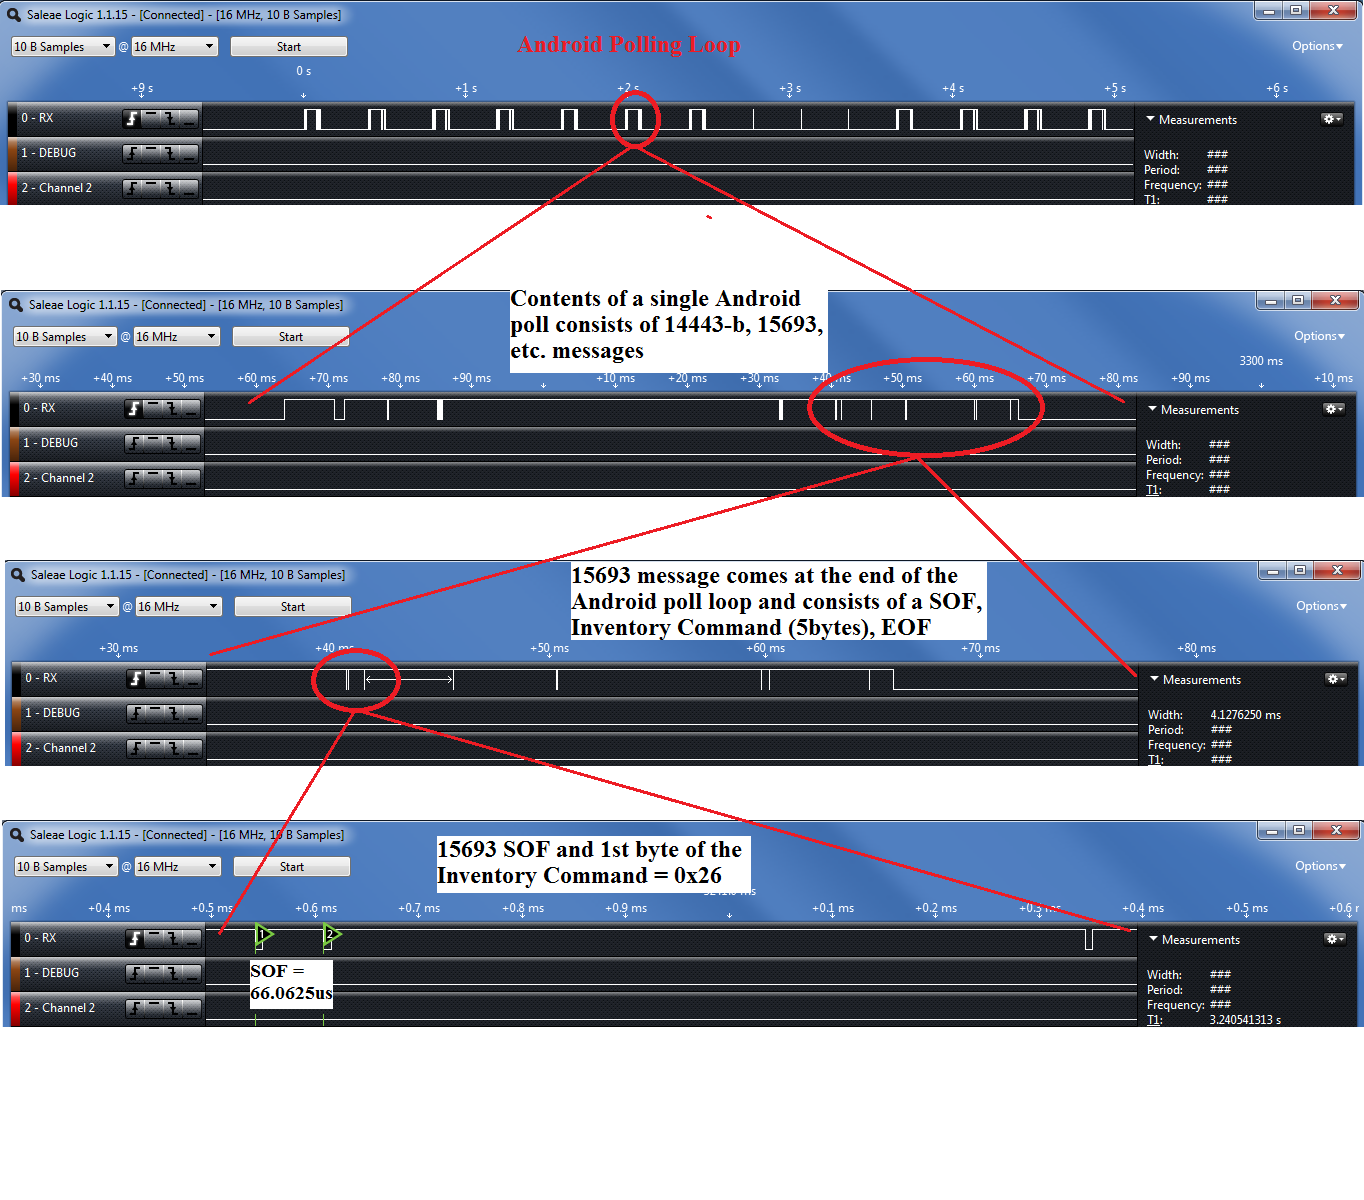 Saleae Logic 1.1.15 - [Connected] - [16 MHz, 10 B Samples]
10 B Samples @ 16 MHz Start Options
Android Polling Loop
0 s
+9 s +1 s +2 s +3 s +4 s +5 s +6 s
0 - RX
1 - DEBUG
2 - Channel 2
Measurements
Width: ###
Period: ###
Frequency: ###
T1: ###
Saleae Logic 1.1.15 - [Connected] - [16 MHz, 10 B Samples]
10 B Samples @ 16 MHz Start Options
Contents of a single Android
poll consists of 14443-b, 15693,
etc. messages
3300 ms
+30 ms +40 ms +50 ms +60 ms +70 ms +80 ms +90 ms +10 ms +20 ms +30 ms +40 ms +50 ms +60 ms +70 ms +80 ms +90 ms +10 ms
0 - RX
1 - DEBUG
2 - Channel 2
Measurements
Width: ###
Period: ###
Frequency: ###
T1: ###
Saleae Logic 1.1.15 - [Connected] - [16 MHz, 10 B Samples]
10 B Samples @ 16 MHz Start Options
15693 message comes at the end of the
Android poll loop and consists of a SOF,
Inventory Command (5bytes), EOF
+30 ms +40 ms +50 ms +60 ms +70 ms +80 ms
0 - RX
1 - DEBUG
2 - Channel 2
Measurements
Width: 4.1276250 ms
Period: ###
Frequency: ###
T1: ###
Saleae Logic 1.1.15 - [Connected] - [16 MHz, 10 B Samples]
10 B Samples @ 16 MHz Start Options
15693 SOF and 1st byte of the
Inventory Command = 0x26
ms +0.4 ms +0.5 ms +0.6 ms +0.7 ms +0.8 ms +0.9 ms +0.1 ms +0.2 ms +0.3 ms +0.4 ms +0.5 ms +0.6
0 - RX
1 2
1 - DEBUG
2 - Channel 2
SOF =
66.0625us
Measurements
Width: ###
Period: ###
Frequency: ###
T1: 3.240541313 s